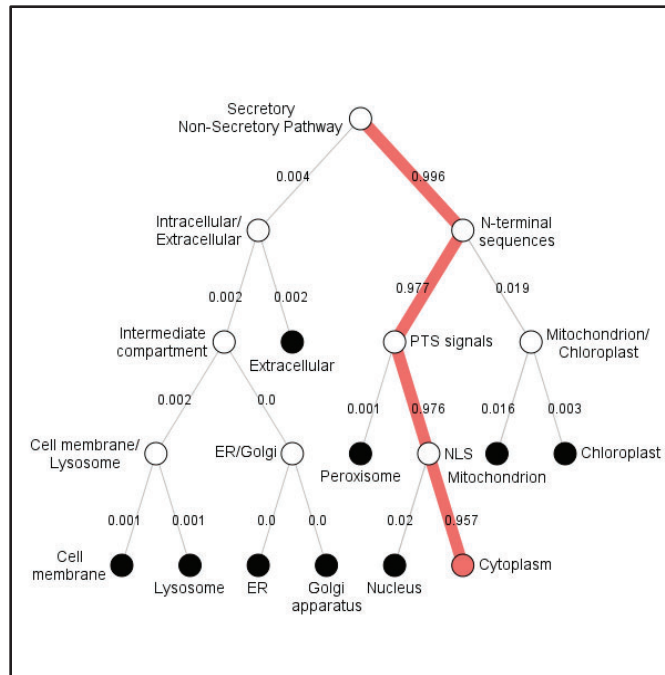 Secretory
Non-Secretory Pathway
0.004
0.996
Intracellular/
Extracellular
N-terminal
sequences
0.002
0.002
0.977
0.019
Intermediate
compartment
Extracellular
PTS signals
Mitochondrion/
Chloroplast
0.002
0.0
0.001
0.976
0.016
0.003
Cell membrane/
Lysosome
ER/Golgi
Peroxisome
NLS
Mitochondrion
Chloroplast
0.001
0.001
0.0
0.0
0.02
0.957
Cell
membrane
Lysosome
ER
Golgi
apparatus
Nucleus
Cytoplasm